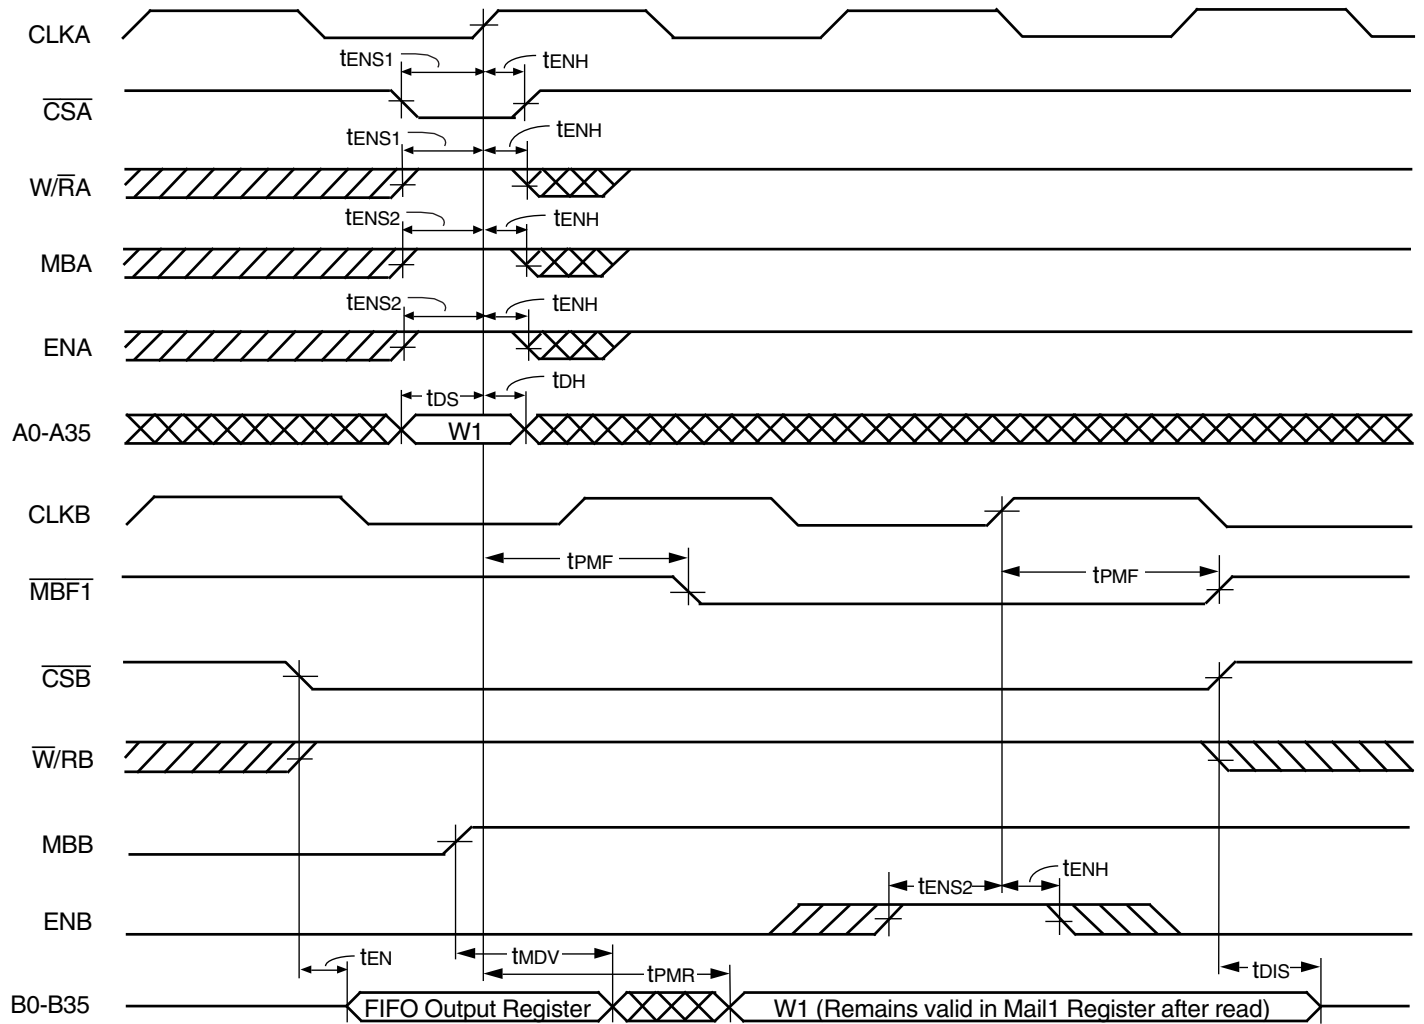 CLKA
tENS1 tENH
CSA
tENS1 tENH
W/RA
tENS2 tENH
MBA
tENS2 tENH
ENA
tDS tDH
A0-A35 W1
CLKB
tPMF tPMF
MBF1
CSB
W/RB
MBB
tENS2 tENH
ENB
tEN tMDV tPMR tDIS
B0-B35 FIFO Output Register W1 (Remains valid in Mail1 Register after read)